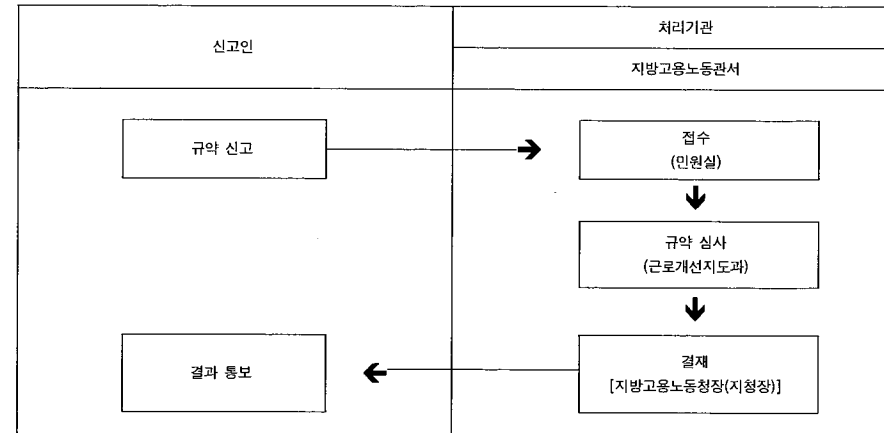 신고인
처리기관
지방고용노동관서
규약 신고
접수
(민원실)
규약 심사
(근로개선지도과)
결재
[지방고용노동청장(지청장)]
결과 통보